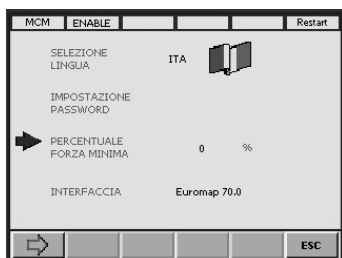 MCM ENABLE Restart
SELEZIONE
LINGUA
ITA
IMPOSTAZIONE
PASSWORD
PERCENTUALE
FORZA MINIMA
0 %
INTERFACCIA Euromap 70.0
ESC